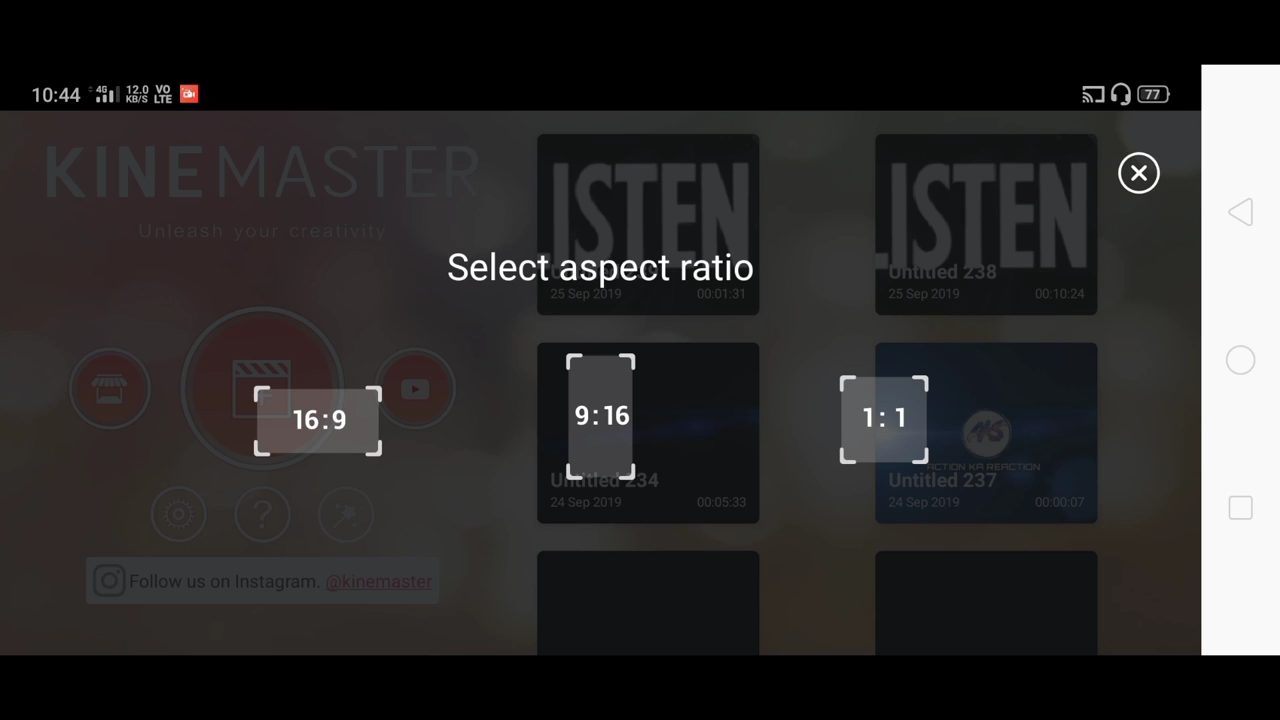 10:44 4G 12.0 KB/S VO LTE
77
KINEMASTER
Unleash your creativity
Select aspect ratio
LISTEN
25 Sep 2019 00:01:31
LISTEN
Untitled 238
25 Sep 2019 00:10:24
16:9
9:16
1:1
Untitled 234
24 Sep 2019 00:05:33
ACTION KA REACTION
Untitled 237
24 Sep 2019 00:00:07
?
Follow us on Instagram. @kinemaster